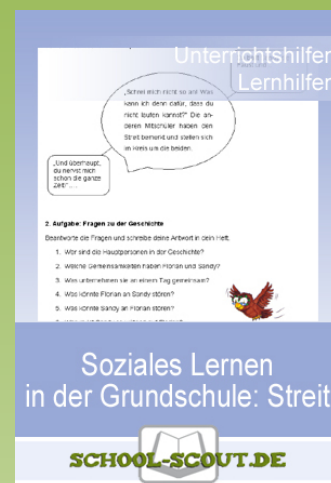 Unterrichtshilfen
Lernhilfen
„Schrei mich nicht so an! Was
kann ich denn dafür, dass du
nicht laufen kannst?" Die an-
deren Mitschüler haben den
Streit bemerkt und stellen sich
im Kreis um die beiden.
„Und überhaupt,
du nervst mich
schon die ganze
Zeit!" ...
2. Aufgabe: Fragen zu der Geschichte
Beantworte die Fragen und schreibe deine Antwort in dein Heft.
1. Wer sind die Hauptpersonen in der Geschichte?
2. Welche Gemeinsamkeiten haben Florian und Sandy?
3. Was unternehmen sie an einem Tag gemeinsam?
4. Was könnte Florian an Sandy stören?
5. Was könnte Sandy an Florian stören?
Soziales Lernen
in der Grundschule: Streit
SCHOOL-SCOUT.DE